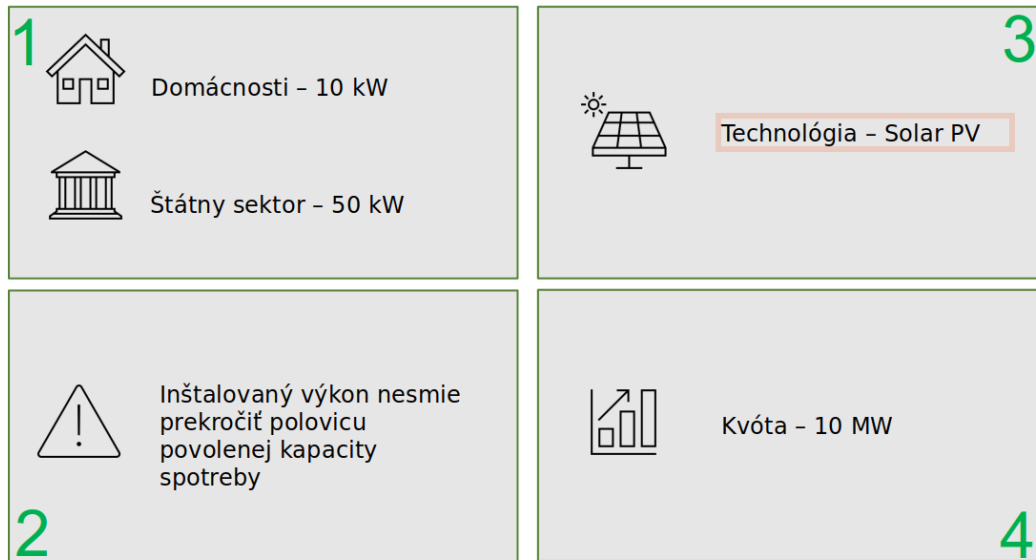 1
Domácnosti – 10 kW
Štátny sektor – 50 kW
2
Inštalovaný výkon nesmie
prekročiť polovicu
povolenej kapacity
spotreby
3
Technológia – Solar PV
4
Kvóta – 10 MW